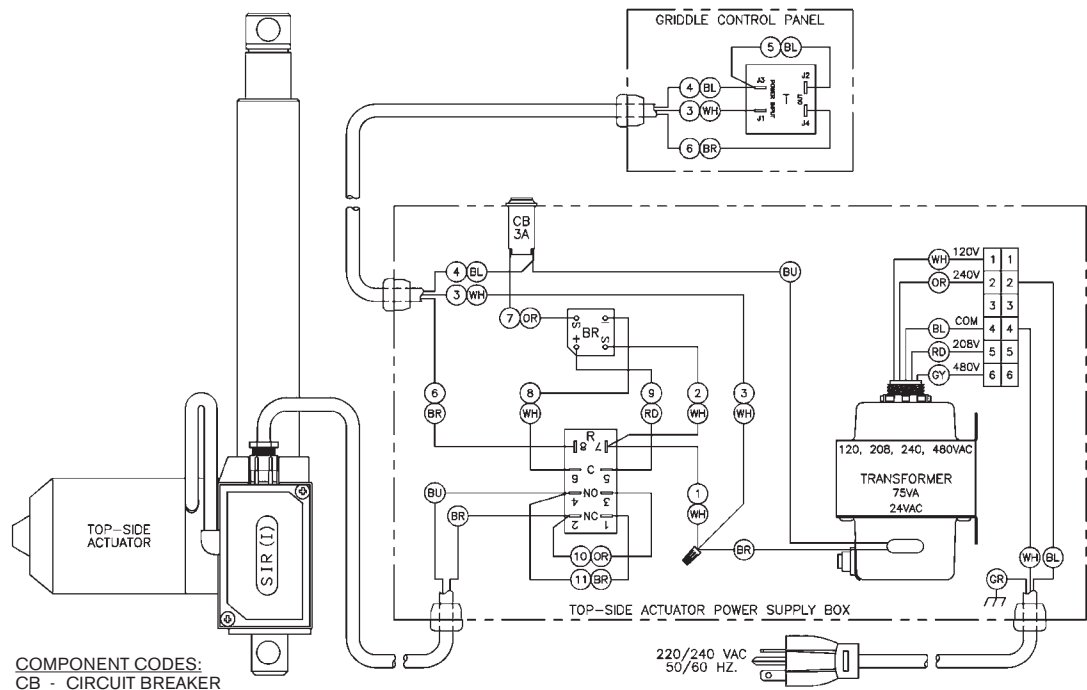 GRIDDLE CONTROL PANEL
5 BL
4 BL
3 WH
6 BR
J3
J1
POWER INPUT
T
J2
J4
CB
3A
4 BL
3 WH
7 OR
S
+
BR
S
BU
WH 120V
OR 240V
BL COM
RD 208V
GY 480V
1 1
2 2
3 3
4 4
5 5
6 6
6 BR
8 WH
9 RD
2 WH
3 WH
R
8 7
6 C 5
4 NO 3
2 NC 1
BU
BR
10 OR
11 BR
1 WH
BR
120, 208, 240, 480VAC
TRANSFORMER
75VA
24VAC
WH BL
GR
TOP-SIDE
ACTUATOR
SIR (I)
TOP-SIDE ACTUATOR POWER SUPPLY BOX
220/240 VAC
50/60 HZ.
COMPONENT CODES:
CB - CIRCUIT BREAKER